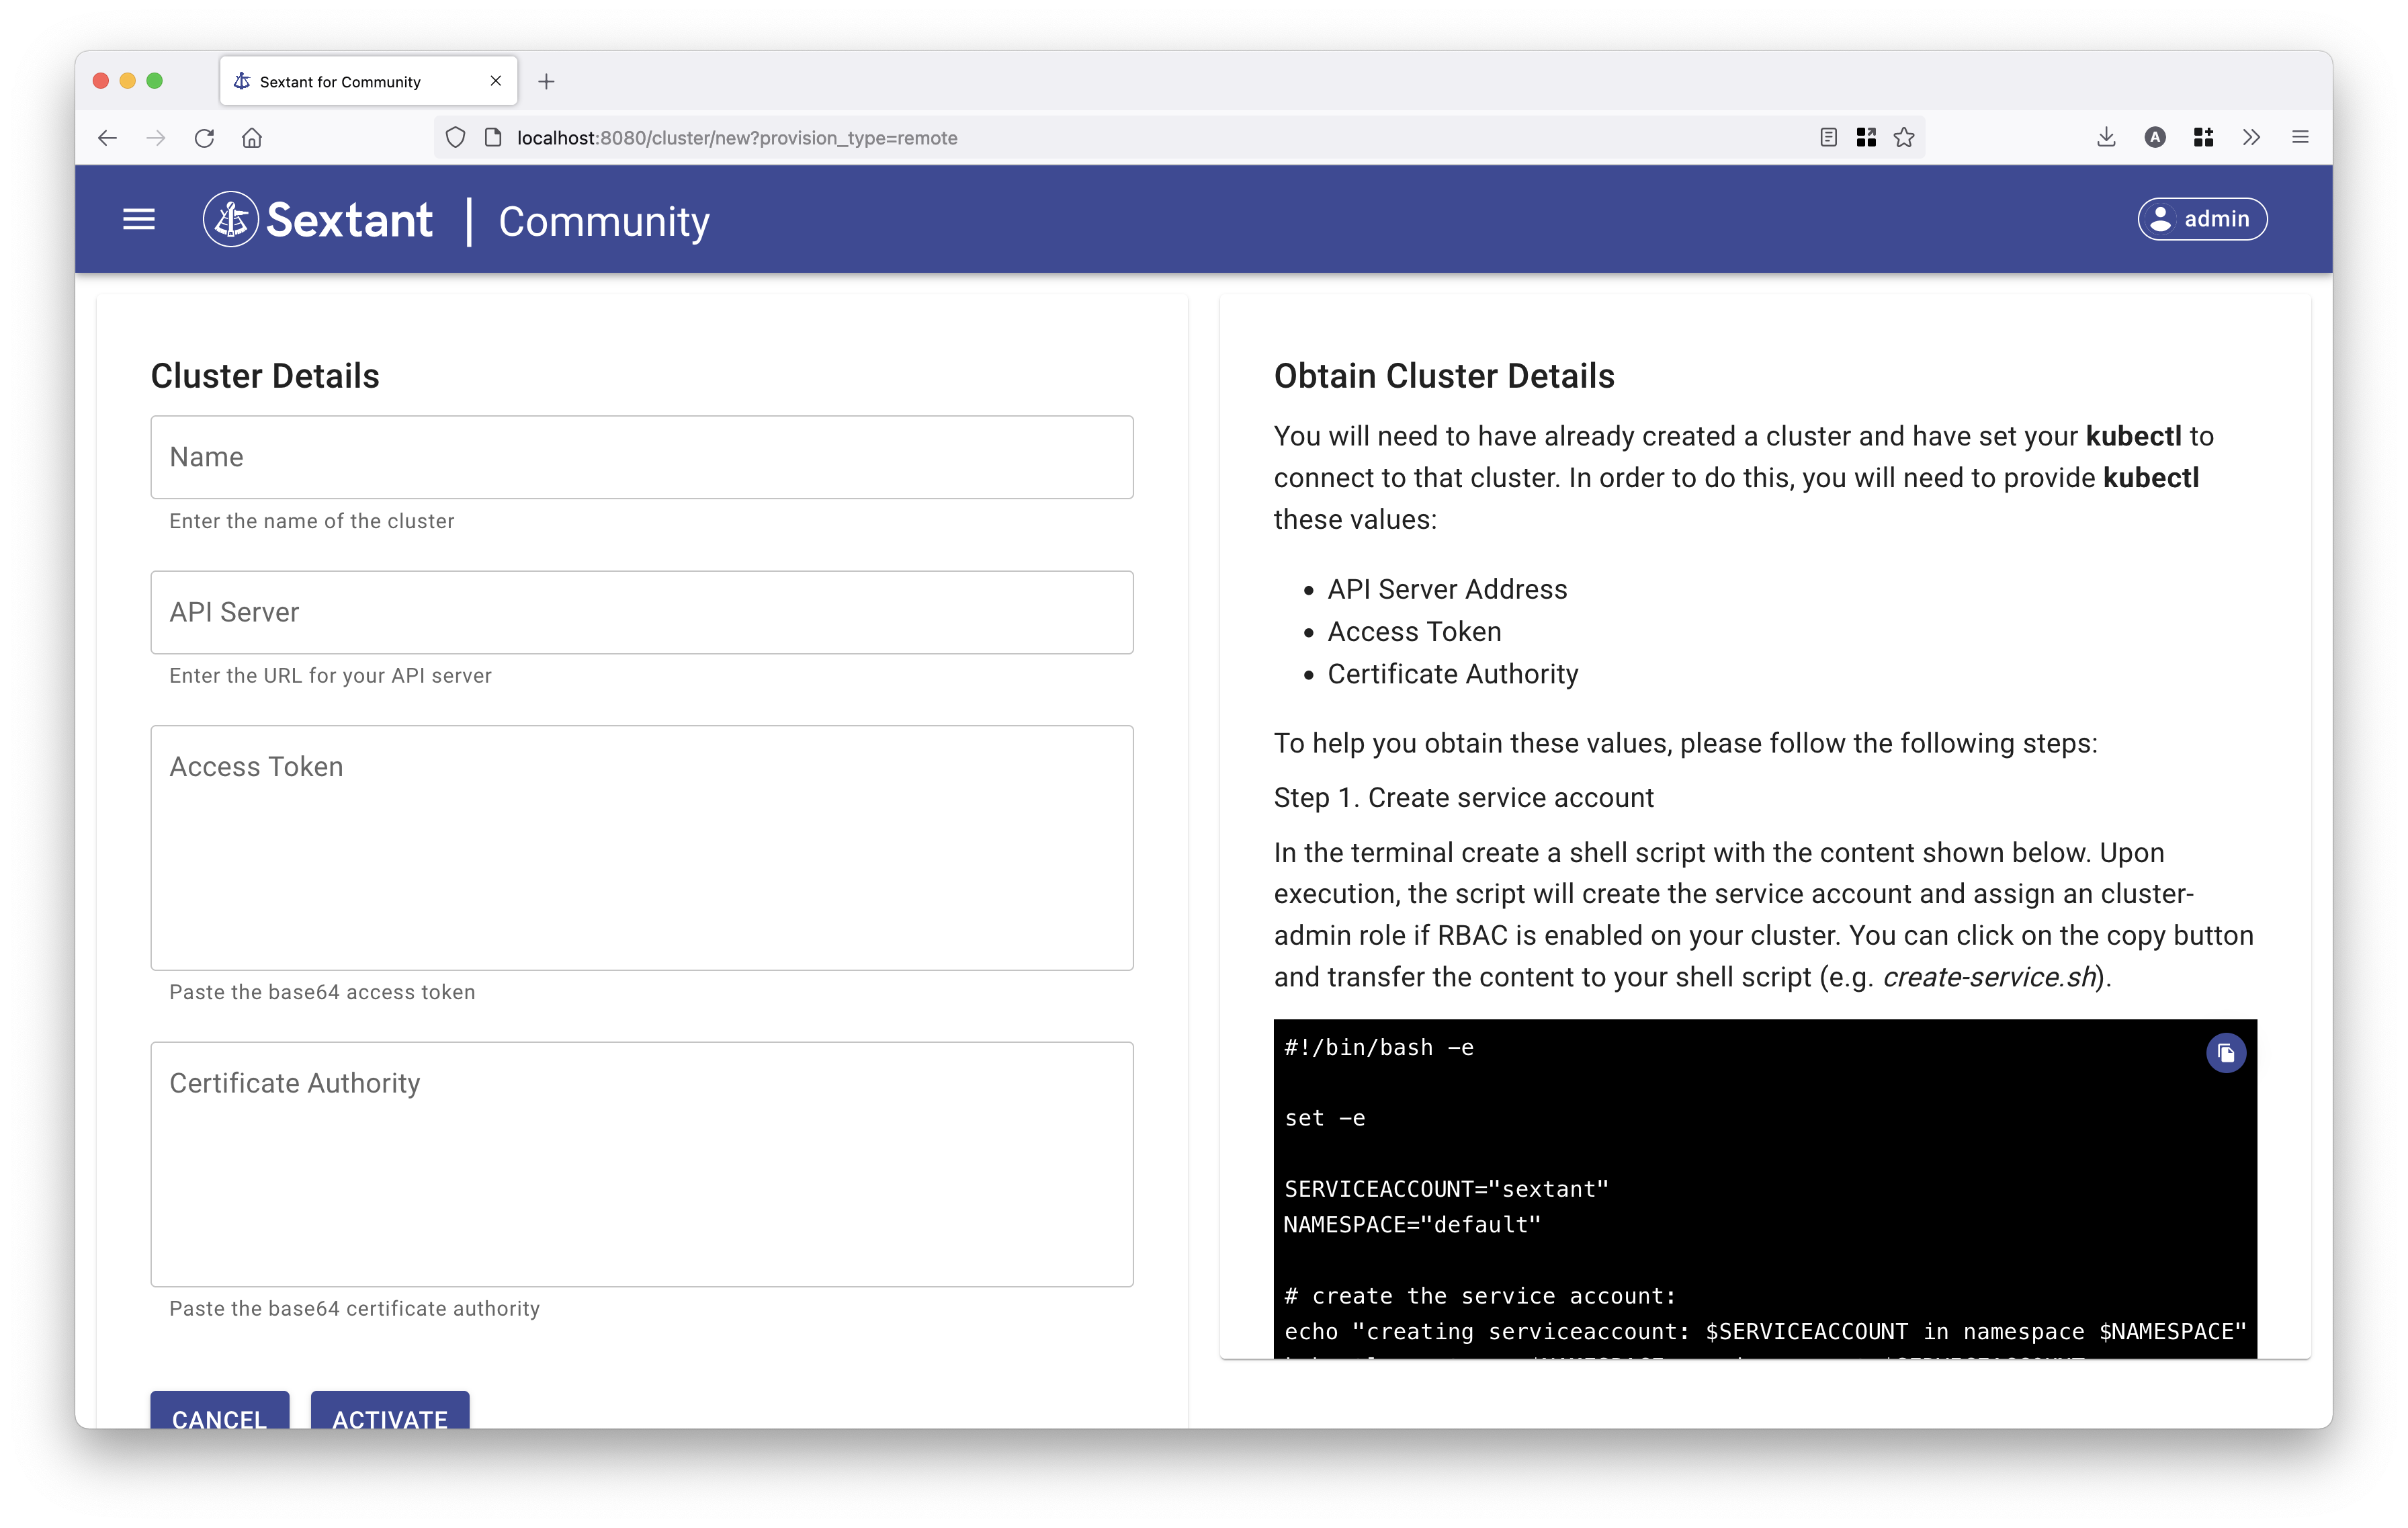 Sextant for Community
localhost:8080/cluster/new?provision_type=remote
A
Sextant | Community
admin
Cluster Details
Name
Enter the name of the cluster
API Server
Enter the URL for your API server
Access Token
Paste the base64 access token
Certificate Authority
Paste the base64 certificate authority
CANCEL ACTIVATE
Obtain Cluster Details
You will need to have already created a cluster and have set your kubectl to
connect to that cluster. In order to do this, you will need to provide kubectl
these values:
• API Server Address
• Access Token
• Certificate Authority
To help you obtain these values, please follow the following steps:
Step 1. Create service account
In the terminal create a shell script with the content shown below. Upon
execution, the script will create the service account and assign an cluster-
admin role if RBAC is enabled on your cluster. You can click on the copy button
and transfer the content to your shell script (e.g. create-service.sh).
#!/bin/bash -e
set -e
SERVICEACCOUNT="sextant"
NAMESPACE="default"
# create the service account:
echo "creating serviceaccount: $SERVICEACCOUNT in namespace $NAMESPACE"